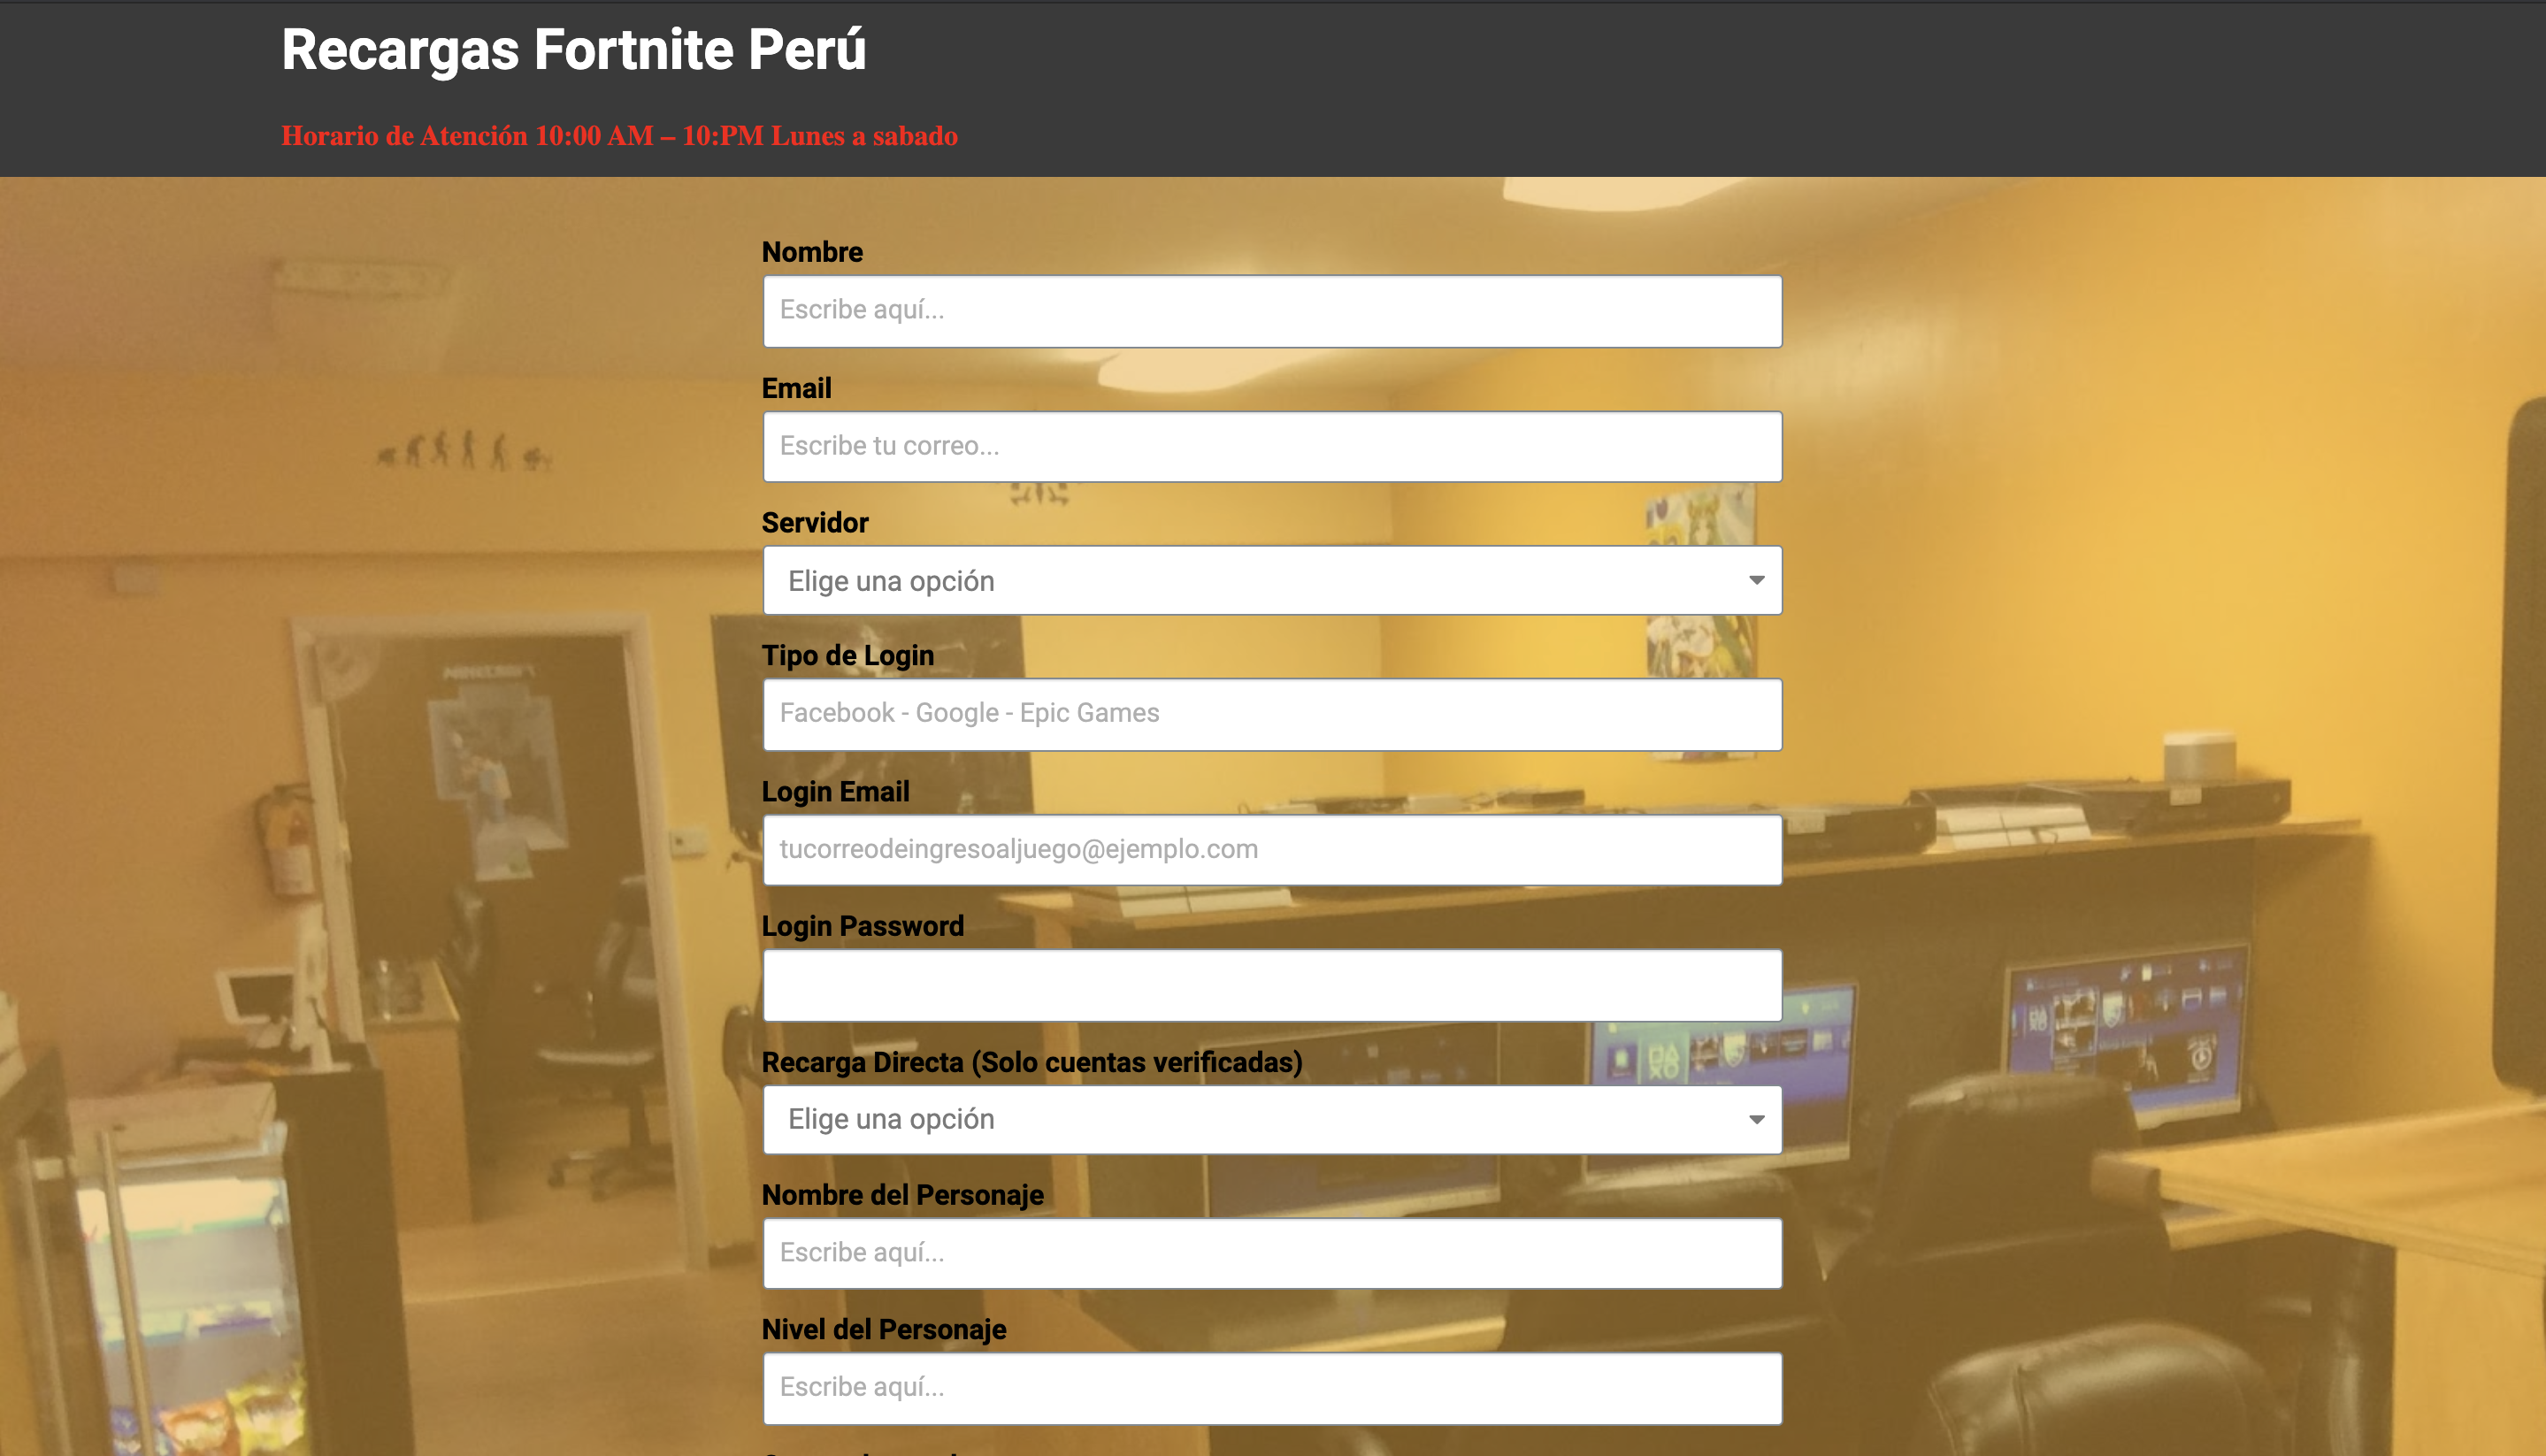 Recargas Fortnite Perú
Horario de Atención 10:00 AM – 10:PM Lunes a sabado
Nombre
Escribe aquí...
Email
Escribe tu correo...
Servidor
Elige una opción
Tipo de Login
Facebook - Google - Epic Games
Login Email
tucorreodeingresoaljuego@ejemplo.com
Login Password
Recarga Directa (Solo cuentas verificadas)
Elige una opción
Nombre del Personaje
Escribe aquí...
Nivel del Personaje
Escribe aquí...
MINECRAFT